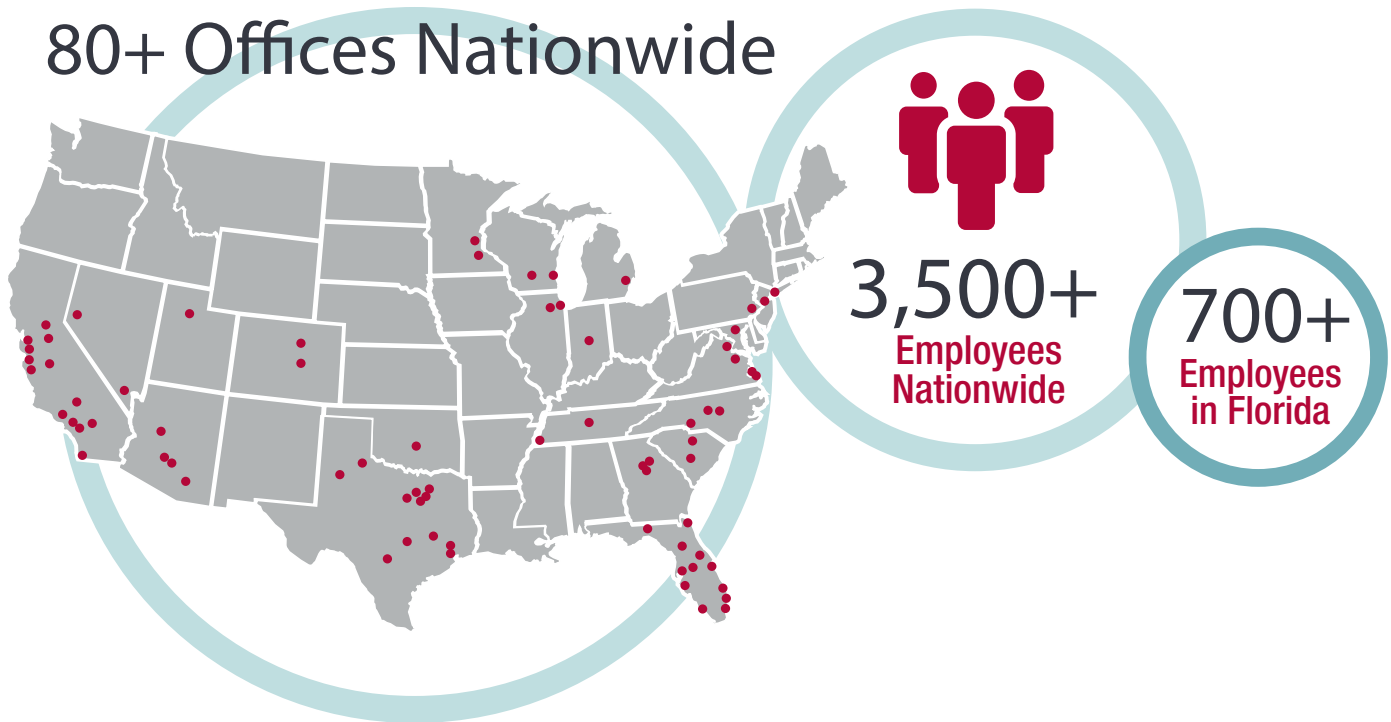 80+ Offices Nationwide
3,500+
Employees
Nationwide
700+
Employees
in Florida